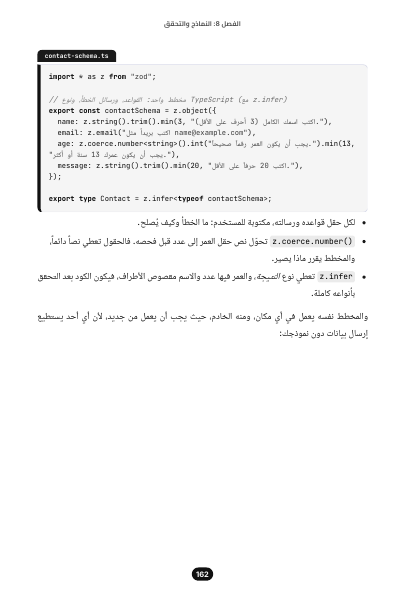 الفصل 8: النماذج والتحقق
contact-schema.ts
import * as z from "zod";
// مخطط واحد: القواعد، ورسائل الخطأ، ونوع TypeScript (مع z.infer)
export const contactSchema = z.object({
name: z.string().trim().min(3, "اكتب اسمك الكامل (3 أحرف على الأقل)."),
email: z.email("اكتب بريداً مثل name@example.com"),
age: z.coerce.number<string>().int("يجب أن يكون العمر رقماً صحيحاً.").min(13,
"يجب أن يكون عمرك 13 سنة أو أكثر."),
message: z.string().trim().min(20, "اكتب 20 حرفاً على الأقل."),
});
export type Contact = z.infer<typeof contactSchema>;
• لكل حقل قواعده ورسالته، مكتوبة للمستخدم: ما الخطأ وكيف يُصلح.
• z.coerce.number() تحوّل نص حقل العمر إلى عدد قبل فحصه. فالحقول تعطي نصاً دائماً،
والمخطط يقرر ماذا يصير.
• z.infer تعطي نوع النتيجة، والعمر فيها عدد والاسم مقصوص الأطراف، فيكون الكود بعد التحقق
بأنواعه كاملة.
والمخطط نفسه يعمل في أي مكان، ومنه الخادم، حيث يجب أن يعمل من جديد، لأن أي أحد يستطيع
إرسال بيانات دون نموذجك:
162